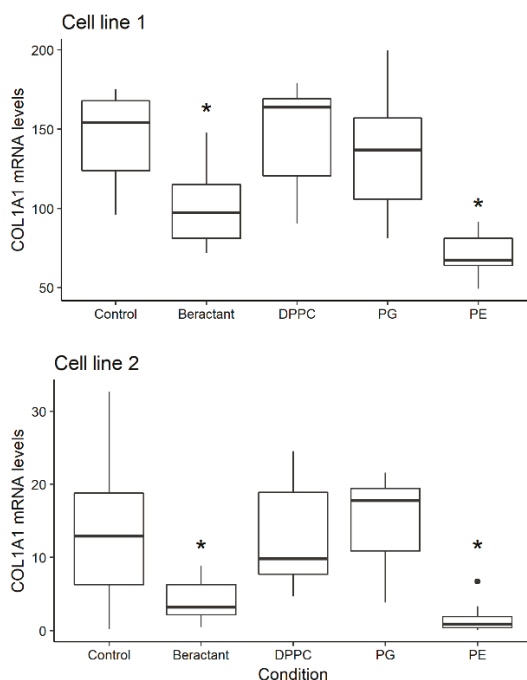 Cell line 1
COL1A1 mRNA levels
200
150
100
50
*
*
Control Beractant DPPC PG PE
Cell line 2
COL1A1 mRNA levels
30
20
10
0
*
*
Control Beractant DPPC PG PE
Condition